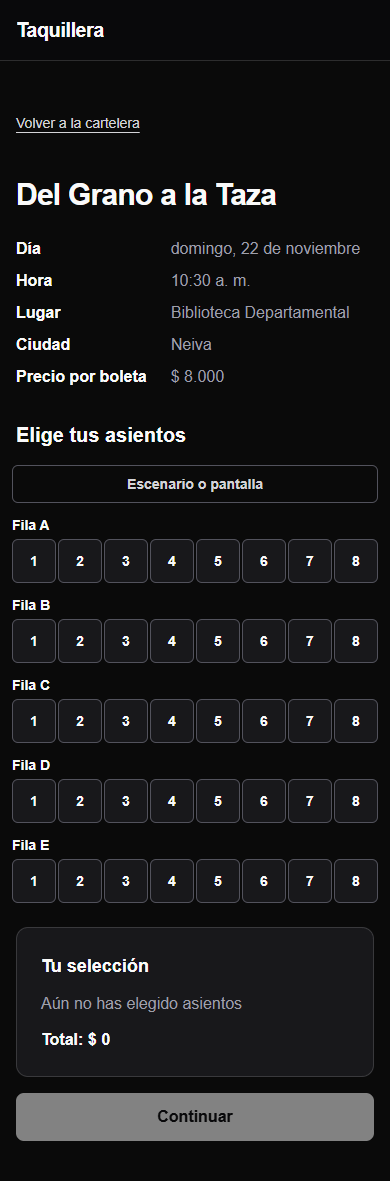 Taquillera
Volver a la cartelera
Del Grano a la Taza
Día domingo, 22 de noviembre
Hora 10:30 a. m.
Lugar Biblioteca Departamental
Ciudad Neiva
Precio por boleta $ 8.000
Elige tus asientos
Escenario o pantalla
Fila A
1 2 3 4 5 6 7 8
Fila B
1 2 3 4 5 6 7 8
Fila C
1 2 3 4 5 6 7 8
Fila D
1 2 3 4 5 6 7 8
Fila E
1 2 3 4 5 6 7 8
Tu selección
Aún no has elegido asientos
Total: $ 0
Continuar